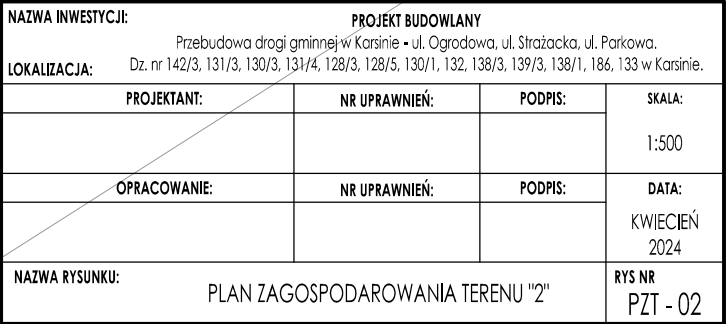 NAZWA INWESTYCJI: PROJEKT BUDOWLANY
Przebudowa drogi gminnej w Karsinie - ul. Ogrodowa, ul. Strażacka, ul. Parkowa.
LOKALIZACJA: Dz. nr 142/3, 131/3, 130/3, 131/4, 128/3, 128/5, 130/1, 132, 138/3, 139/3, 138/1, 186, 133 w Karsinie.
PROJEKTANT: NR UPRAWNIEŃ: PODPIS: SKALA:
1:500
OPRACOWANIE: NR UPRAWNIEŃ: PODPIS: DATA:
KWIECIEŃ
2024
NAZWA RYSUNKU: RYS NR
PLAN ZAGOSPODAROWANIA TERENU "2" PZT - 02